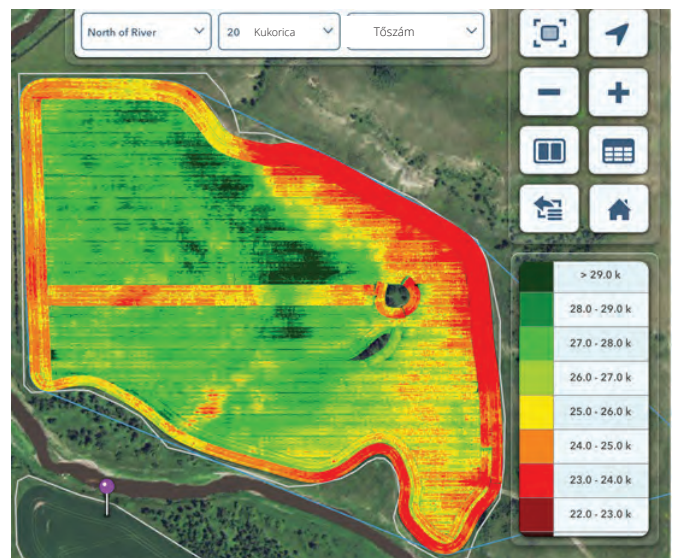 North of River
20 Kukorica
Tőszám
> 29.0 k
28.0 - 29.0 k
27.0 - 28.0 k
26.0 - 27.0 k
25.0 - 26.0 k
24.0 - 25.0 k
23.0 - 24.0 k
22.0 - 23.0 k